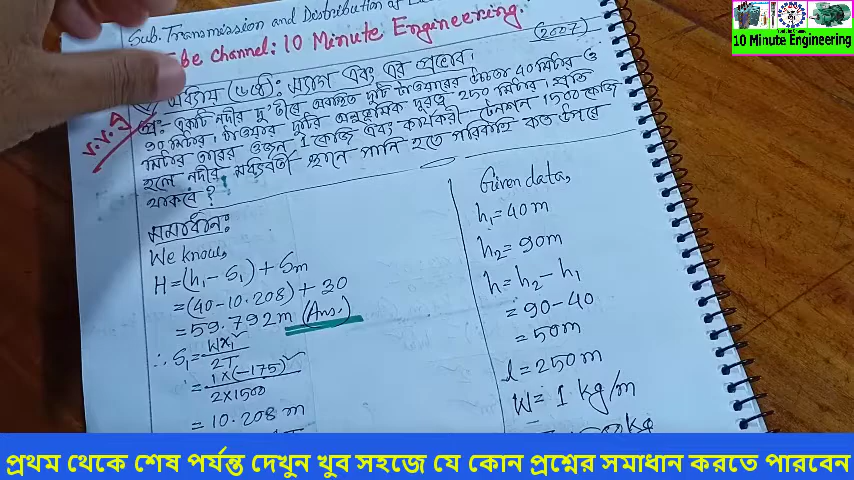 Sub. Transmission and Distribution of
Tube channel: 10 Minute Engineering
(2007)
অধ্যায় (৬ষ্ঠ): স্যাগ এবং এর প্রভাব।
V.V.I
প্রঃ একটি নদীর দু'তীরে অবস্থিত দুটি টাওয়ারের উচ্চতা 40 মিটার ও
90 মিটার। টাওয়ার দুটির অনুভূমিক দূরত্ব 250 মিটার। প্রতি
মিটার তারের ওজন 1 কেজি এবং কার্যকরী টেনশন 1500 কেজি
হলে নদীর মধ্যবর্তী স্থানে পানি হতে পরিবাহি কত উপরে
থাকবে?
সমাধানঃ
We know,
H = (h₁ - S₁) + Sm
= (40 - 10.208) + 30
= 59.792m (Ans.)
∴ S₁ = Wx₁²/2T
= 1×(-175)²/2×1500
= 10.208 m
Given data,
h₁ = 40m
h₂ = 90m
h = h₂ - h₁
= 90 - 40
= 50m
l = 250m
W = 1 kg/m
10 Minute Engineering
প্রথম থেকে শেষ পর্যন্ত দেখুন খুব সহজে যে কোন প্রশ্নের সমাধান করতে পারবেন